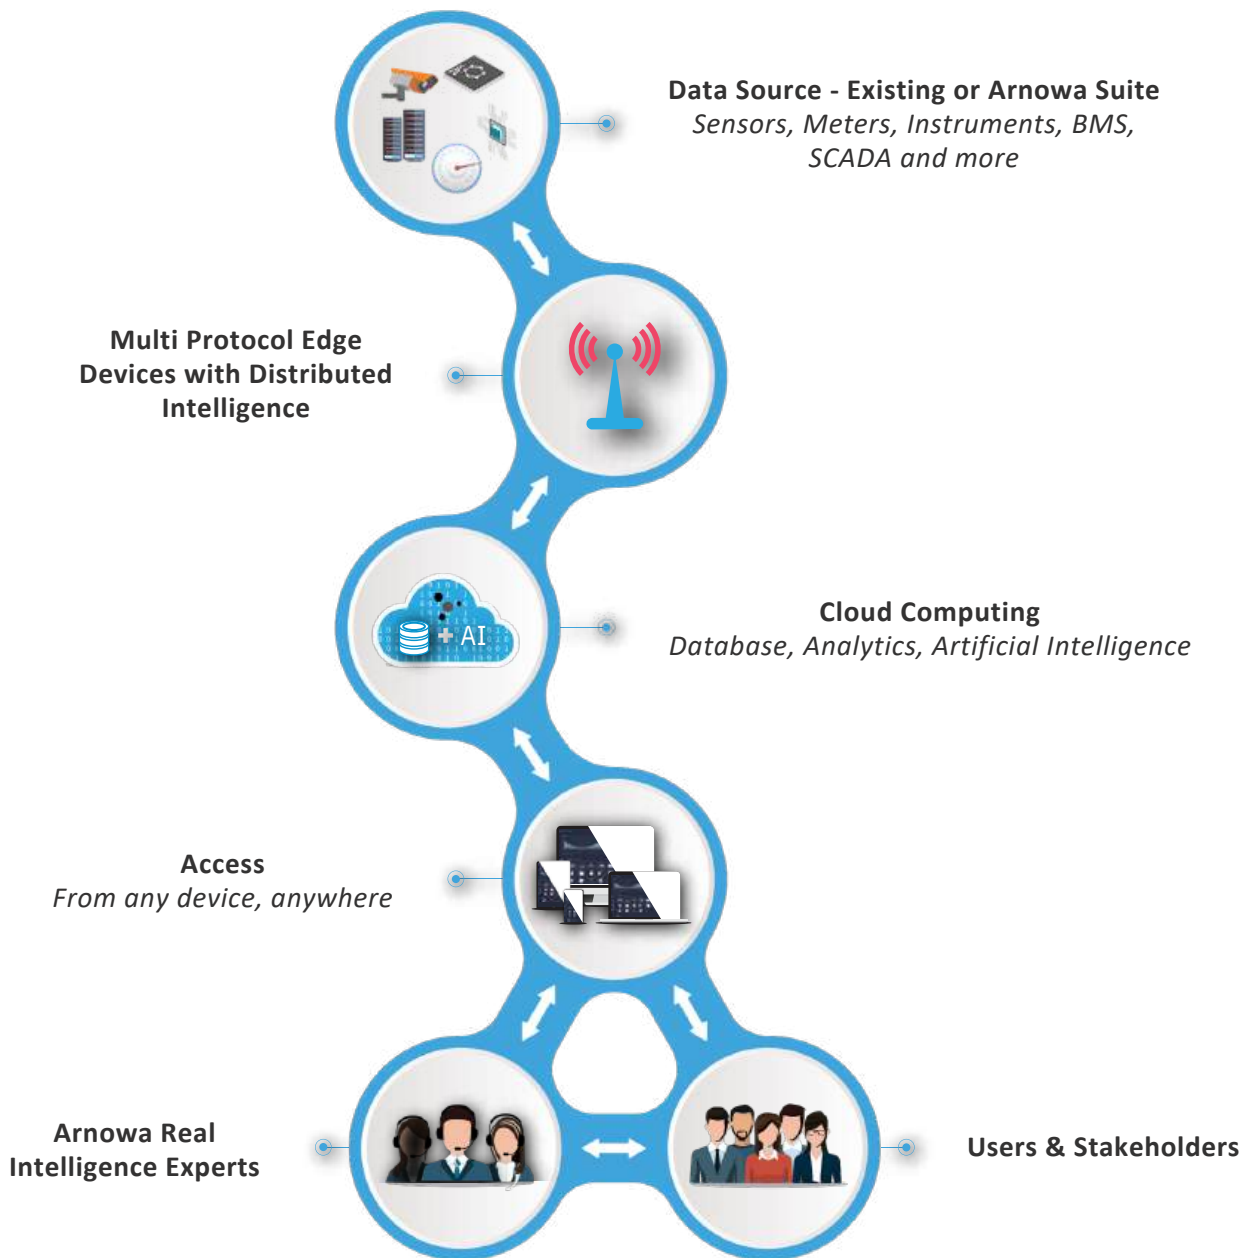 Data Source - Existing or Arnowa Suite
Sensors, Meters, Instruments, BMS,
SCADA and more
Multi Protocol Edge
Devices with Distributed
Intelligence
+ AI
Cloud Computing
Database, Analytics, Artificial Intelligence
Access
From any device, anywhere
Arnowa Real
Intelligence Experts
Users & Stakeholders